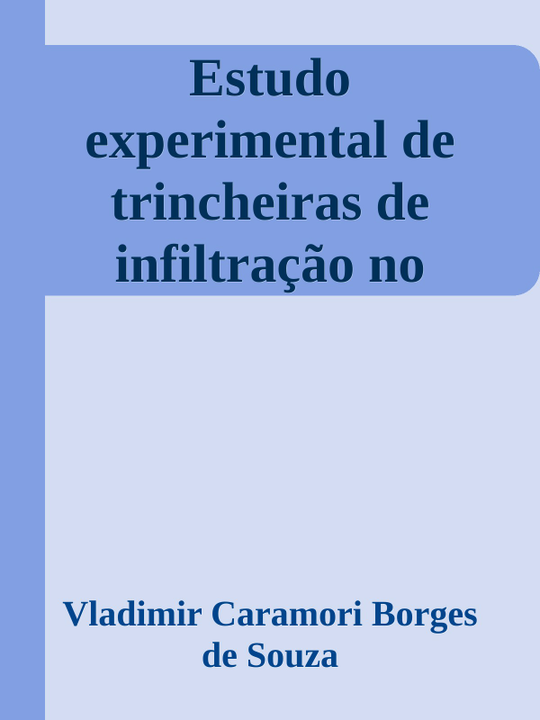 Estudo
experimental de
trincheiras de
infiltração no
Vladimir Caramori Borges
de Souza